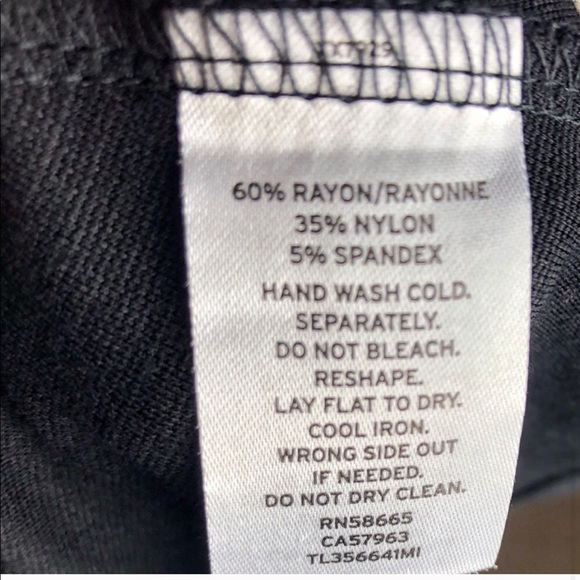 60% RAYON/RAYONNE
35% NYLON
5% SPANDEX
HAND WASH COLD.
SEPARATELY.
DO NOT BLEACH.
RESHAPE.
LAY FLAT TO DRY.
COOL IRON.
WRONG SIDE OUT
IF NEEDED.
DO NOT DRY CLEAN.
RN58665
CA57963
TL356641MI